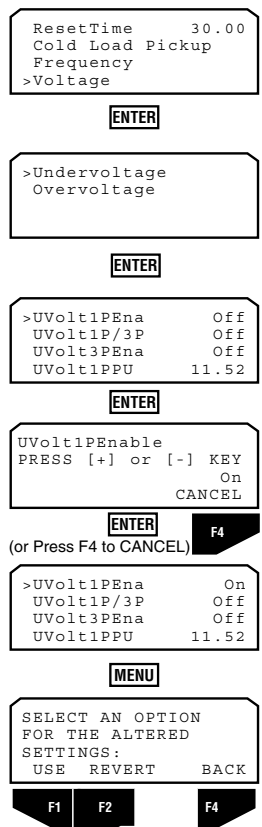 ResetTime 30.00
Cold Load Pickup
Frequency
>Voltage
ENTER
>Undervoltage
Overvoltage
ENTER
>UVolt1PEna Off
UVolt1P/3P Off
UVolt3PEna Off
UVolt1PPU 11.52
ENTER
UVolt1PEnable
PRESS [+] or [-] KEY
On
CANCEL
ENTER F4
(or Press F4 to CANCEL)
>UVolt1PEna On
UVolt1P/3P Off
UVolt3PEna Off
UVolt1PPU 11.52
MENU
SELECT AN OPTION
FOR THE ALTERED
SETTINGS:
USE REVERT BACK
F1 F2 F4